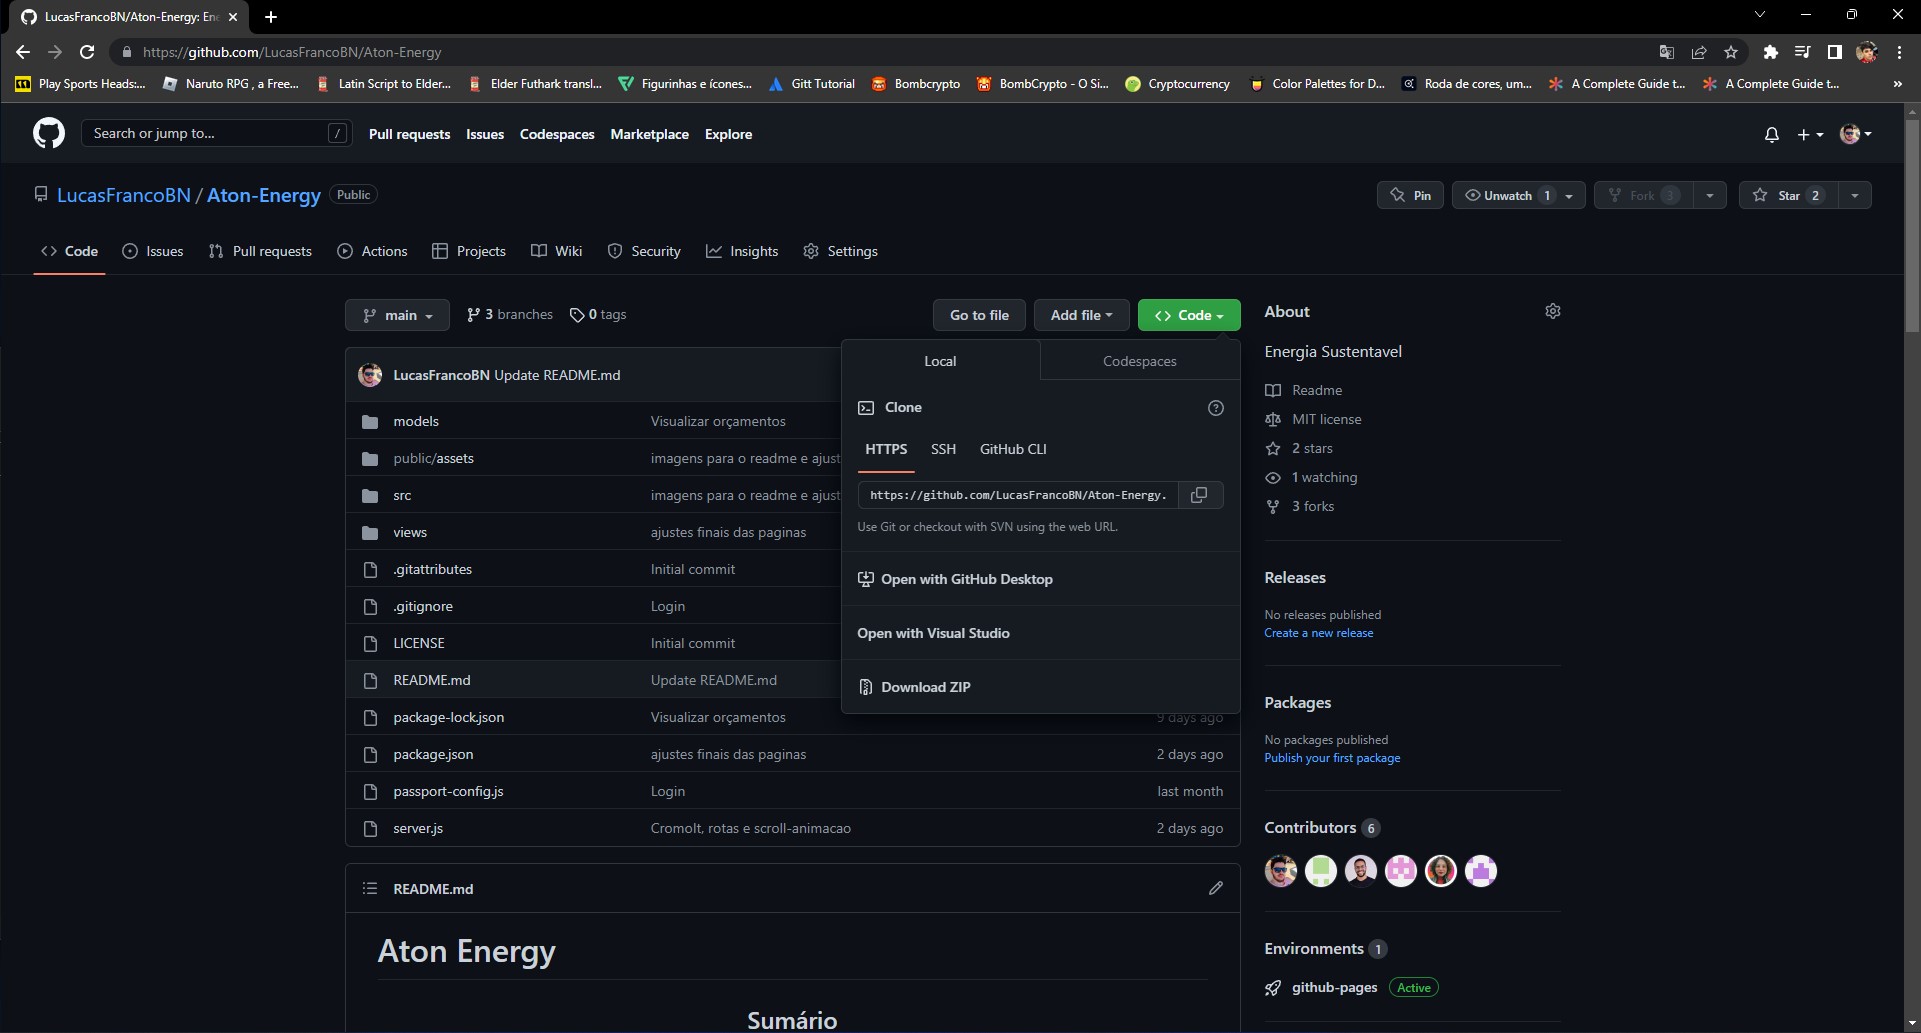 LucasFrancoBN/Aton-Energy: Ene
https://github.com/LucasFrancoBN/Aton-Energy
Play Sports Heads:... Naruto RPG , a Free... Latin Script to Elder... Elder Futhark transl... Figurinhas e ícones... Gitt Tutorial Bombcrypto BombCrypto - O Si... Cryptocurrency Color Palettes for D... Roda de cores, um... A Complete Guide t... A Complete Guide t... »
Search or jump to... / Pull requests Issues Codespaces Marketplace Explore
LucasFrancoBN / Aton-Energy Public Pin Unwatch 1 Fork 3 Star 2
Code Issues Pull requests Actions Projects Wiki Security Insights Settings
main 3 branches 0 tags Go to file Add file Code
LucasFrancoBN Update README.md
models Visualizar orçamentos
public/assets imagens para o readme e ajust
src imagens para o readme e ajust
views ajustes finais das paginas
.gitattributes Initial commit
.gitignore Login
LICENSE Initial commit
README.md Update README.md
package-lock.json Visualizar orçamentos 9 days ago
package.json ajustes finais das paginas 2 days ago
passport-config.js Login last month
server.js Cromolt, rotas e scroll-animacao 2 days ago
Local Codespaces
Clone
HTTPS SSH GitHub CLI
https://github.com/LucasFrancoBN/Aton-Energy.
Use Git or checkout with SVN using the web URL.
Open with GitHub Desktop
Open with Visual Studio
Download ZIP
README.md
Aton Energy
Sumário
About
Energia Sustentavel
Readme
MIT license
2 stars
1 watching
3 forks
Releases
No releases published
Create a new release
Packages
No packages published
Publish your first package
Contributors 6
Environments 1
github-pages Active